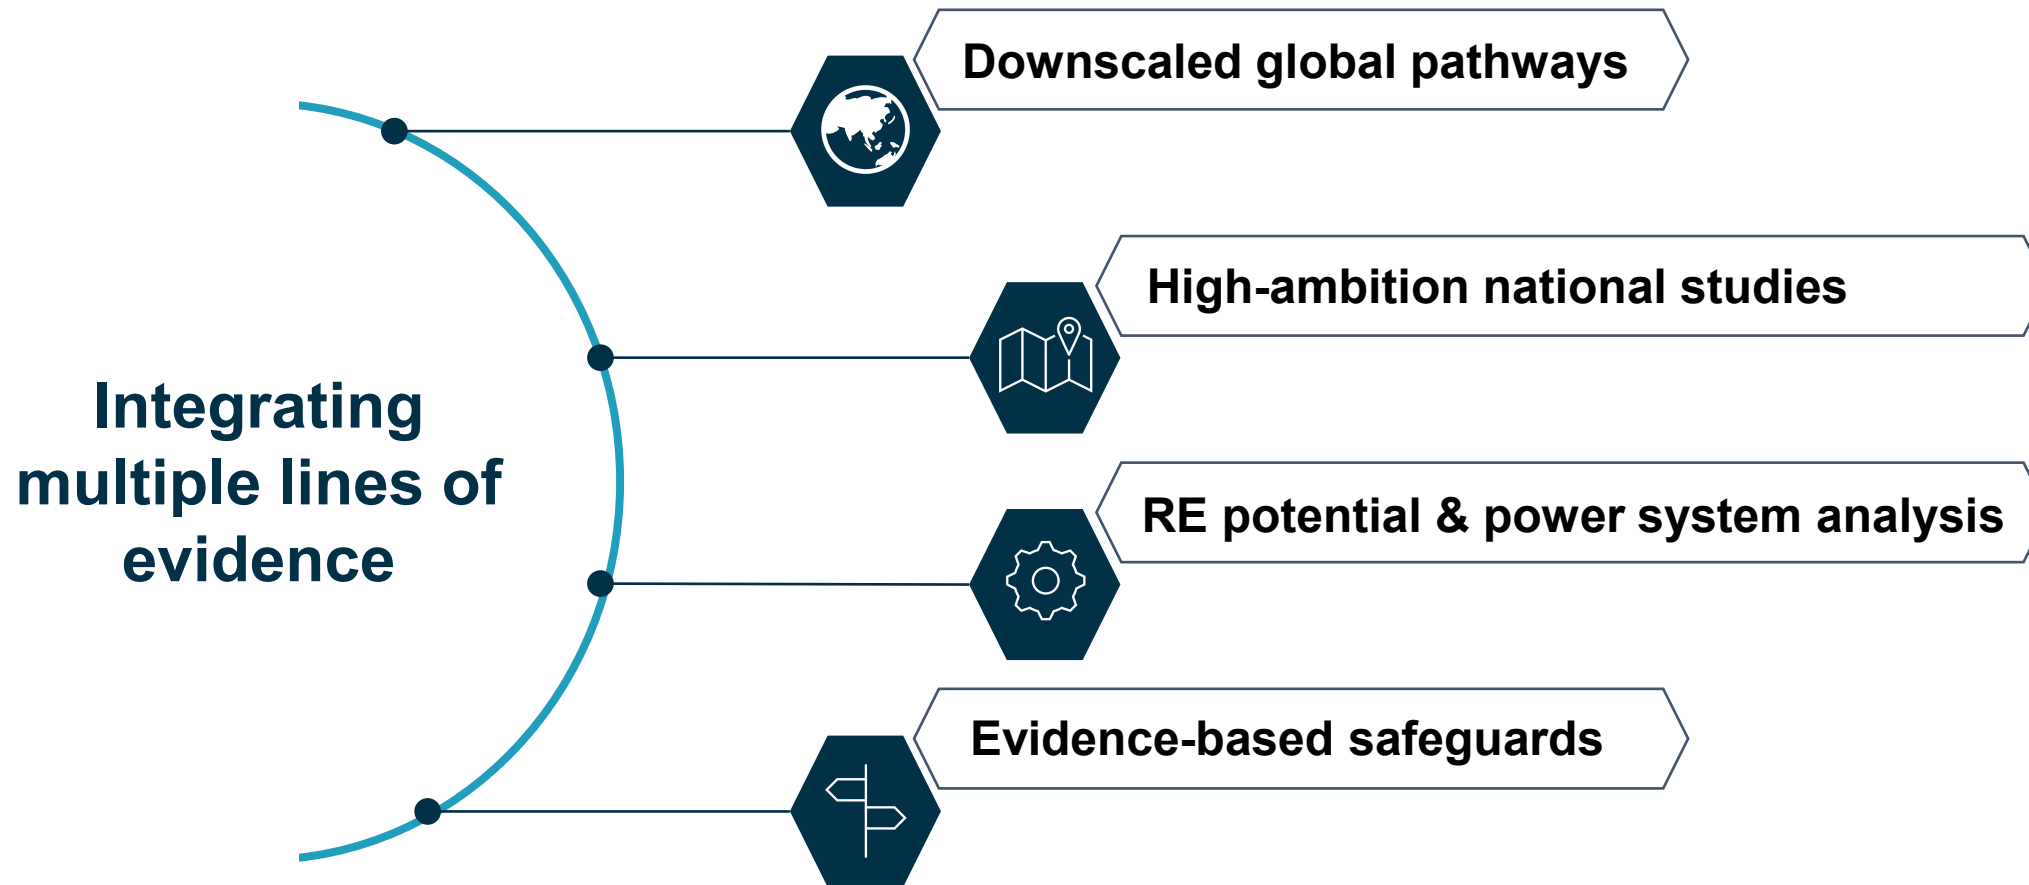 Integrating
multiple lines of
evidence
Downscaled global pathways
High-ambition national studies
RE potential & power system analysis
Evidence-based safeguards